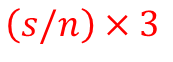 (s/n) × 3